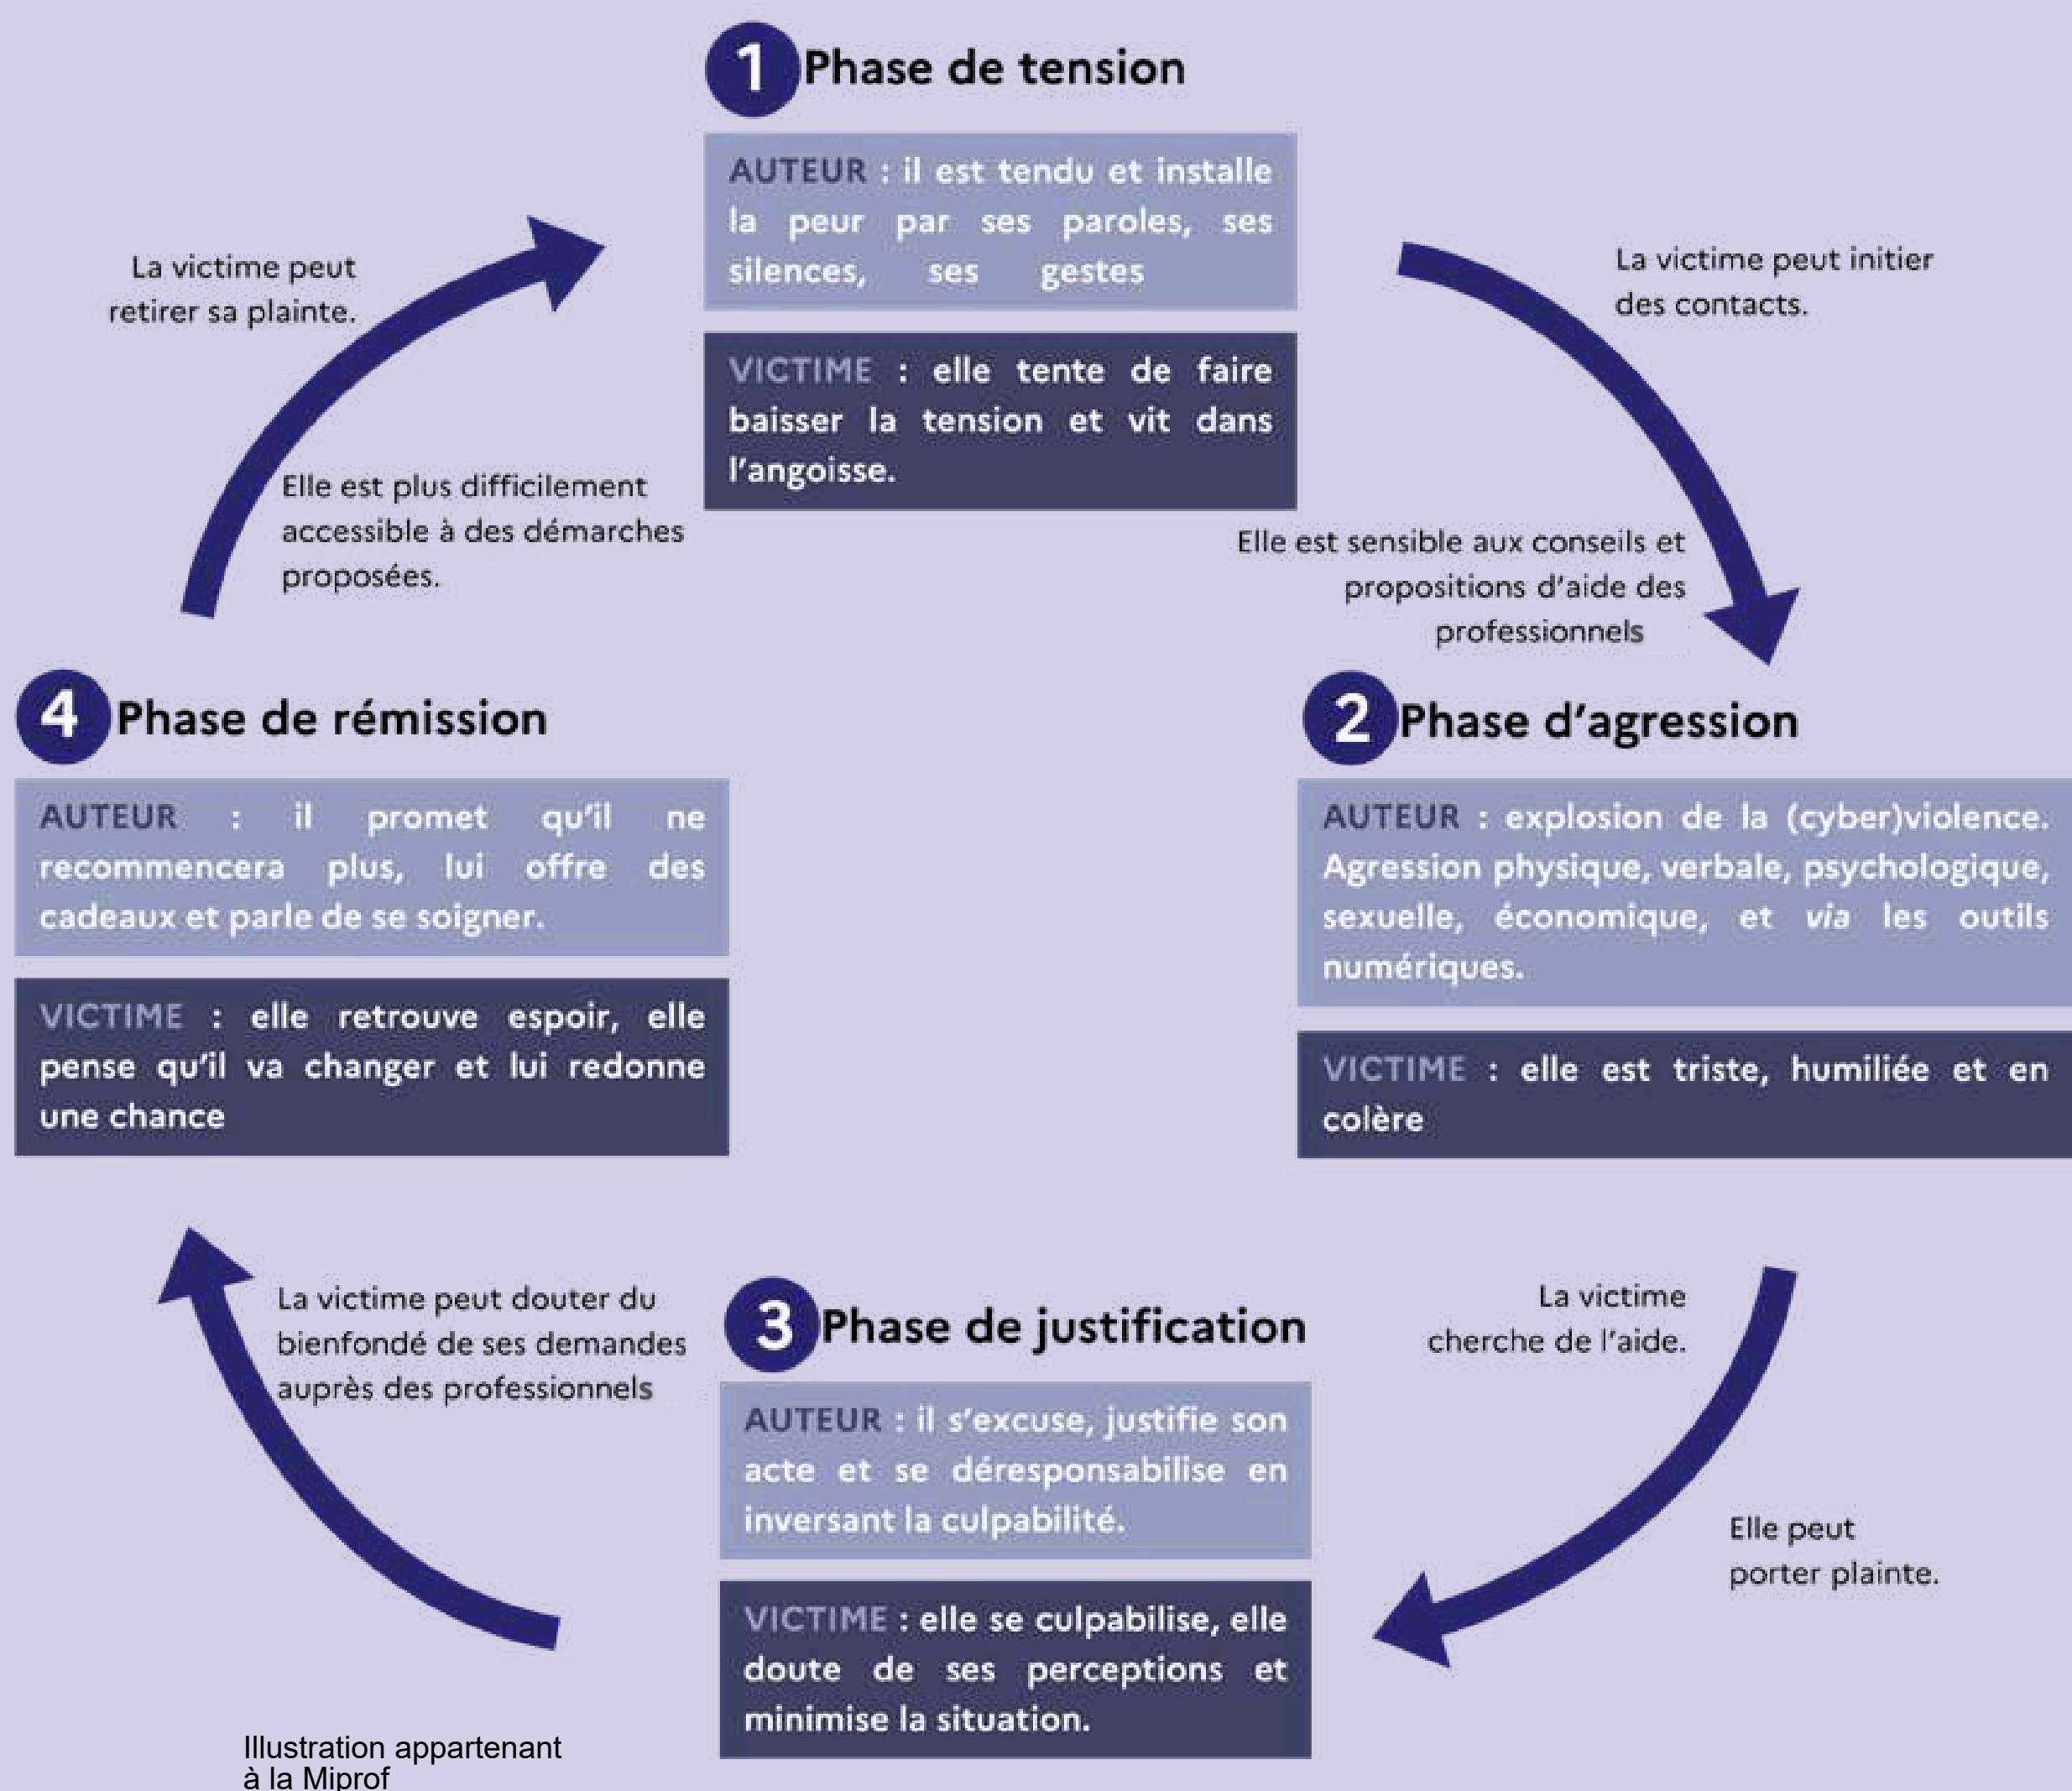 1 Phase de tension
AUTEUR : il est tendu et installe
la peur par ses paroles, ses
silences, ses gestes
VICTIME : elle tente de faire
baisser la tension et vit dans
l'angoisse.
La victime peut initier
des contacts.
Elle est sensible aux conseils et
propositions d'aide des
professionnels
2 Phase d'agression
AUTEUR : explosion de la (cyber)violence.
Agression physique, verbale, psychologique,
sexuelle, économique, et via les outils
numériques.
VICTIME : elle est triste, humiliée et en
colère
La victime
cherche de l'aide.
Elle peut
porter plainte.
3 Phase de justification
AUTEUR : il s'excuse, justifie son
acte et se déresponsabilise en
inversant la culpabilité.
VICTIME : elle se culpabilise, elle
doute de ses perceptions et
minimise la situation.
La victime peut douter du
bienfondé de ses demandes
auprès des professionnels
4 Phase de rémission
AUTEUR : il promet qu'il ne
recommencera plus, lui offre des
cadeaux et parle de se soigner.
VICTIME : elle retrouve espoir, elle
pense qu'il va changer et lui redonne
une chance
La victime peut
retirer sa plainte.
Elle est plus difficilement
accessible à des démarches
proposées.
Illustration appartenant
à la Miprof